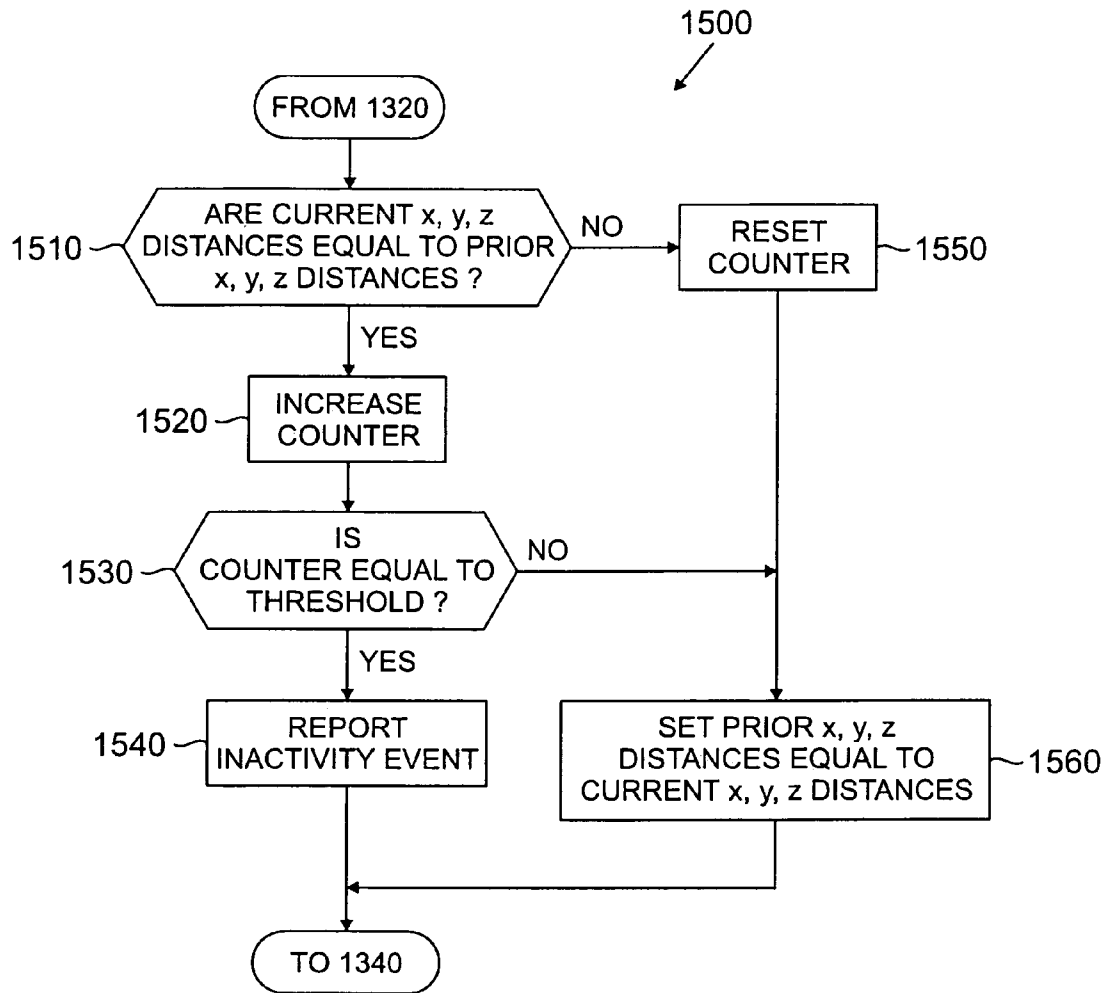 1500
FROM 1320
1510
ARE CURRENT x, y, z
DISTANCES EQUAL TO PRIOR
x, y, z DISTANCES ?
NO
RESET
COUNTER
1550
YES
1520
INCREASE
COUNTER
1530
IS
COUNTER EQUAL TO
THRESHOLD ?
NO
YES
1540
REPORT
INACTIVITY EVENT
SET PRIOR x, y, z
DISTANCES EQUAL TO
CURRENT x, y, z DISTANCES
1560
TO 1340